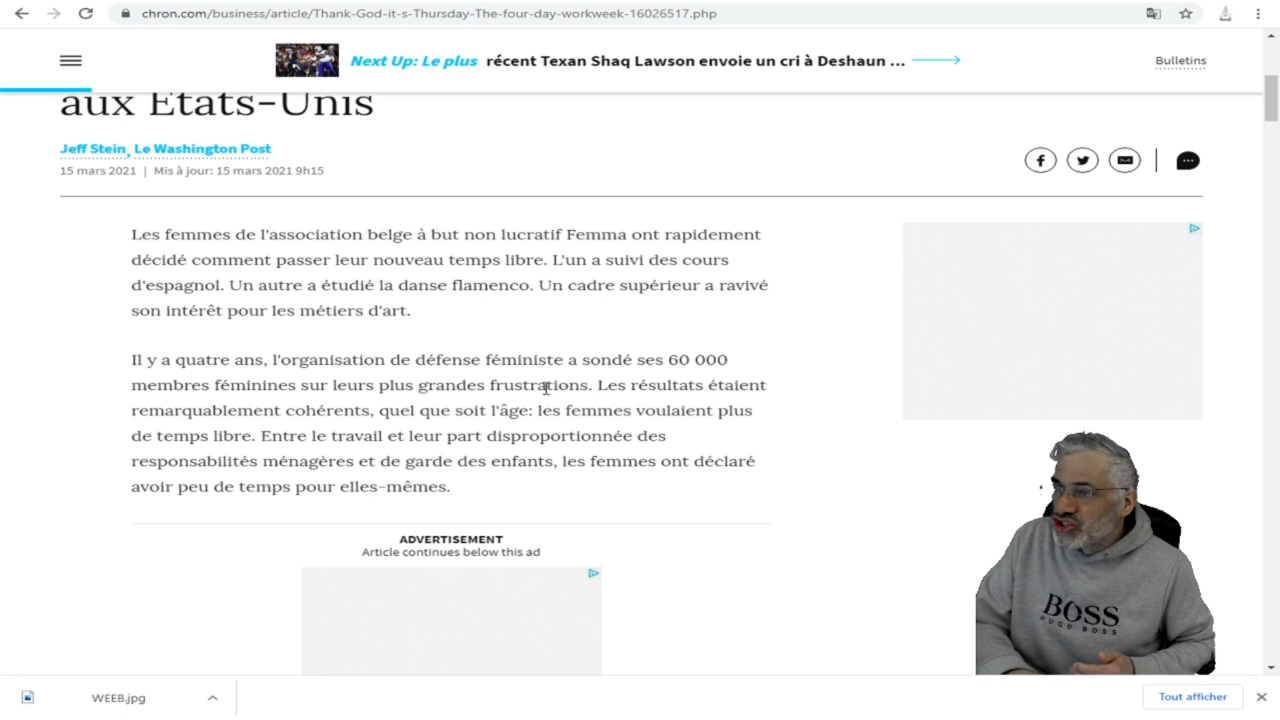 chron.com/business/article/Thank-God-it-s-Thursday-The-four-day-workweek-16026517.php
Next Up: Le plus récent Texan Shaq Lawson envoie un cri à Deshaun ...
Bulletins
aux États-Unis
Jeff Stein, Le Washington Post
15 mars 2021 | Mis à jour: 15 mars 2021 9h15
Les femmes de l'association belge à but non lucratif Femma ont rapidement
décidé comment passer leur nouveau temps libre. L'un a suivi des cours
d'espagnol. Un autre a étudié la danse flamenco. Un cadre supérieur a ravivé
son intérêt pour les métiers d'art.
Il y a quatre ans, l'organisation de défense féministe a sondé ses 60 000
membres féminines sur leurs plus grandes frustrations. Les résultats étaient
remarquablement cohérents, quel que soit l'âge: les femmes voulaient plus
de temps libre. Entre le travail et leur part disproportionnée des
responsabilités ménagères et de garde des enfants, les femmes ont déclaré
avoir peu de temps pour elles-mêmes.
ADVERTISEMENT
Article continues below this ad
BOSS
HUGO BOSS
WEEB.jpg
Tout afficher